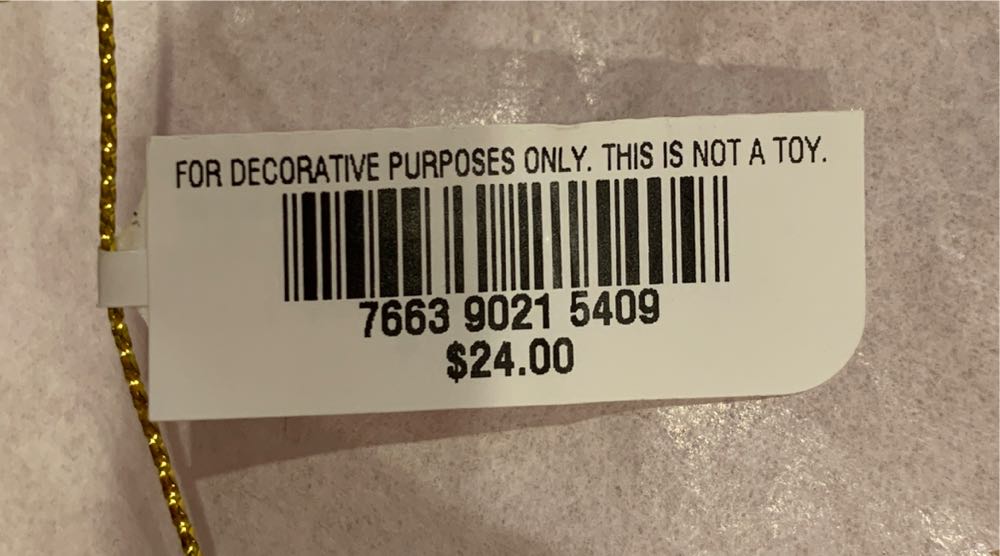 FOR DECORATIVE PURPOSES ONLY. THIS IS NOT A TOY.
7663 9021 5409
$24.00